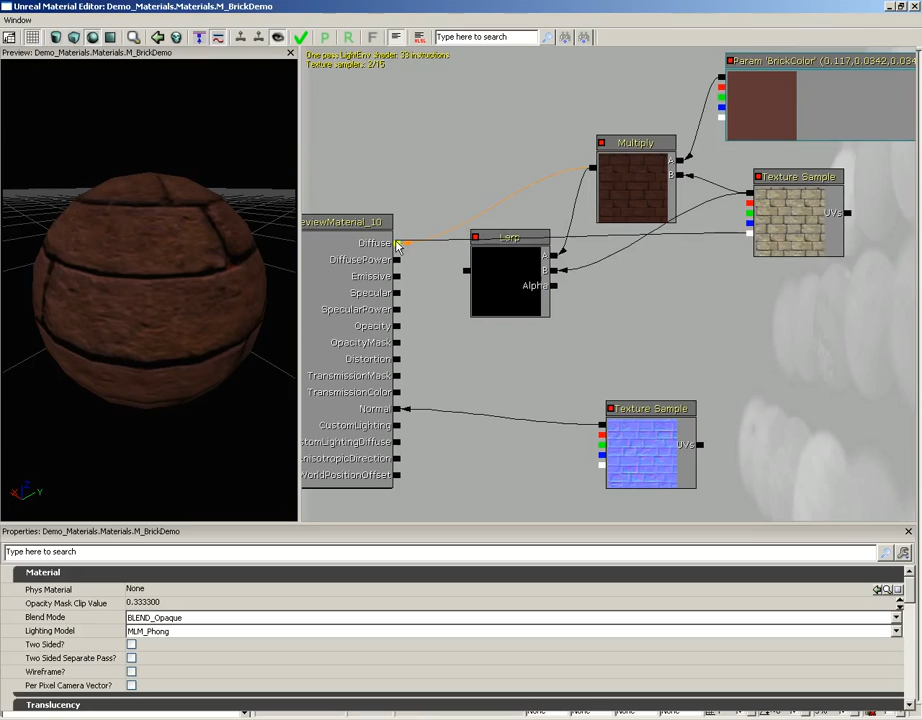 Unreal Material Editor: Demo_Materials.Materials.M_BrickDemo
Window
P R F HLSL Type here to search
Preview: Demo_Materials.Materials.M_BrickDemo
One pass LightEnv shader: 33 instructions
Texture samplers: 2/15
Param 'BrickColor' (0.117,0.0342,0.034
Multiply
A
B
Texture Sample
UVs
eviewMaterial_10
Diffuse
DiffusePower
Emissive
Specular
SpecularPower
Opacity
OpacityMask
Distortion
TransmissionMask
TransmissionColor
Normal
CustomLighting
stomLightingDiffuse
nisotropicDirection
WorldPositionOffset
Lerp
A
B
Alpha
Texture Sample
UVs
X Z Y
Properties: Demo_Materials.Materials.M_BrickDemo
Type here to search
Material
Phys Material None
Opacity Mask Clip Value 0.333300
Blend Mode BLEND_Opaque
Lighting Model MLM_Phong
Two Sided?
Two Sided Separate Pass?
Wireframe?
Per Pixel Camera Vector?
Translucency